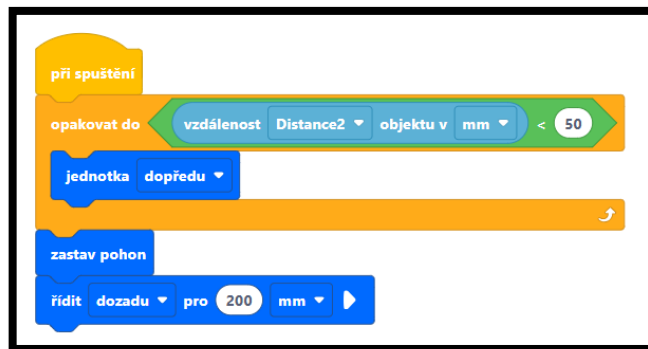 při spuštění
opakovat do vzdálenost Distance2 objektu v mm < 50
jednotka dopředu
zastav pohon
řídit dozadu pro 200 mm